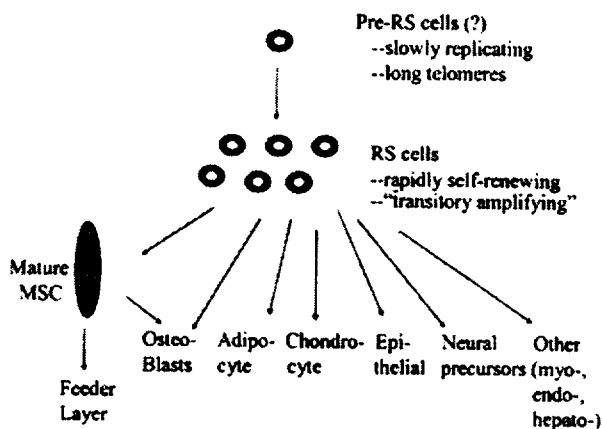 Pre-RS cells (?)
--slowly replicating
--long telomeres
RS cells
--rapidly self-renewing
--"transitory amplifying"
Mature
MSC
Feeder
Layer
Osteo-
Blasts
Adipo-
cyte
Chondro-
cyte
Epi-
thelial
Neural
precursors
Other
(myo-,
endo-,
hepato-)